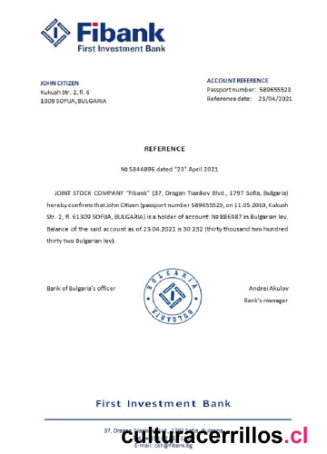 Fibank
First Investment Bank
JOHN CITIZEN
Kukush Str. 2, fl. 6
1309 SOFIJA, BULGARIA
ACCOUNT REFERENCE
Passport number: 589655523
Reference date: 23/04/2021
REFERENCE
№ 5844896 dated "23" April 2021
JOINT STOCK COMPANY "Fibank" (37, Dragan Tsankov Blvd., 1797 Sofia, Bulgaria)
hereby confirms that John Citizen (passport number 589655523, on 11.05.2010, Kukush
Str. 2, fl. 61309 SOFIJA, BULGARIA) is a holder of account: № 886987 in Bulgarian lev.
Balance of the said account as of 23.04.2021 is 30 232 (thirty thousand two hundred
thirty two Bulgarian lev).
Bank of Bulgaria's officer
BULGARIA
BULGARIA
Andrei Akulov
Bank's manager
First Investment Bank
37, Dragan
culturacerrillos.cl
E-mail: call@fibank.bg